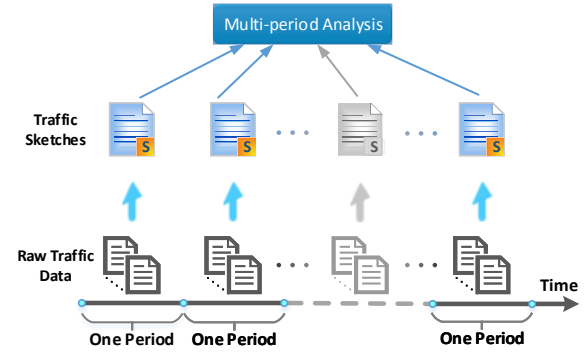 Multi-period Analysis
Traffic
Sketches
S
S
S
S
Raw Traffic
Data
Time
One Period
One Period
One Period